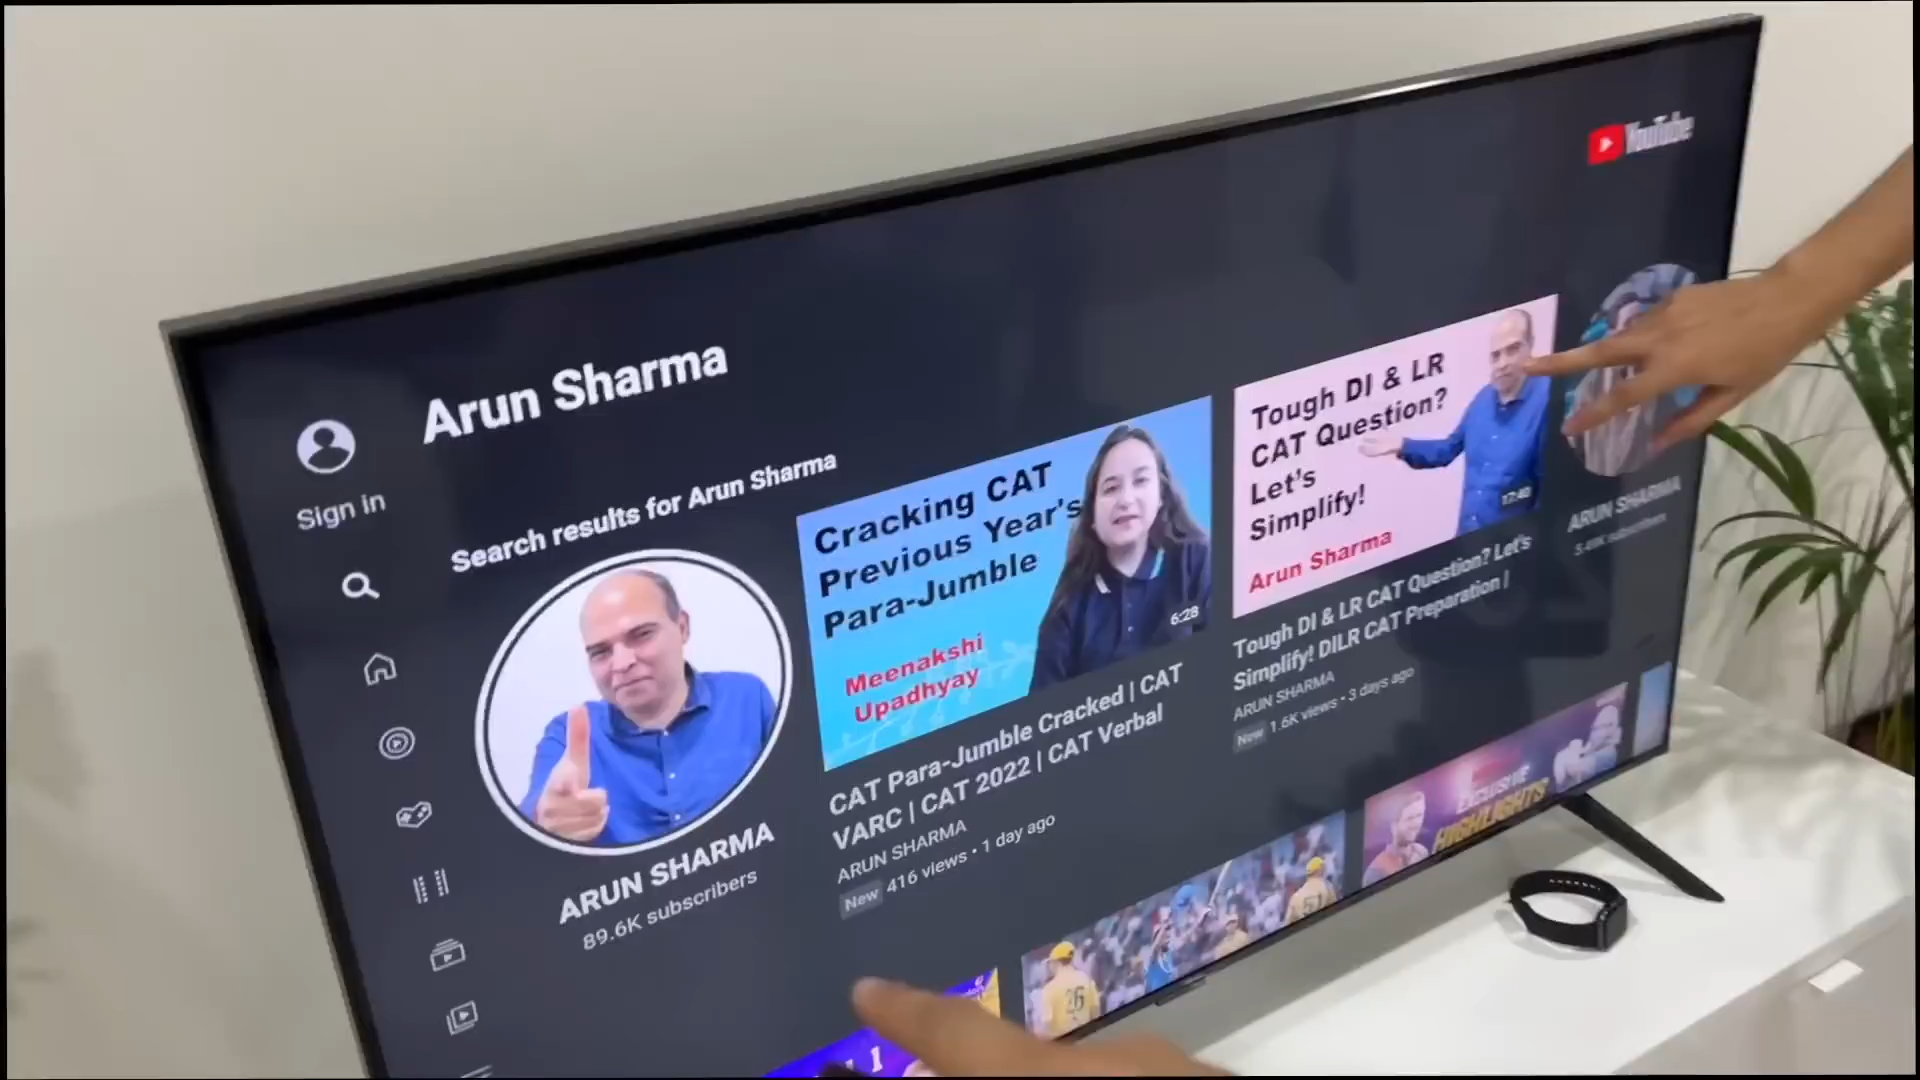 YouTube
Arun Sharma
Sign in
Search results for Arun Sharma
ARUN SHARMA
89.6K subscribers
Cracking CAT
Previous Year's
Para-Jumble
Meenakshi
Upadhyay
6:28
CAT Para-Jumble Cracked | CAT
VARC | CAT 2022 | CAT Verbal
ARUN SHARMA
New 416 views • 1 day ago
Tough DI & LR
CAT Question?
Let's
Simplify!
Arun Sharma
17:40
Tough DI & LR CAT Question? Let's
Simplify! DILR CAT Preparation |
ARUN SHARMA
New 1.6K views • 3 days ago
ARUN SHARMA
subscribers
EXCLUSIVE
HIGHLIGHTS